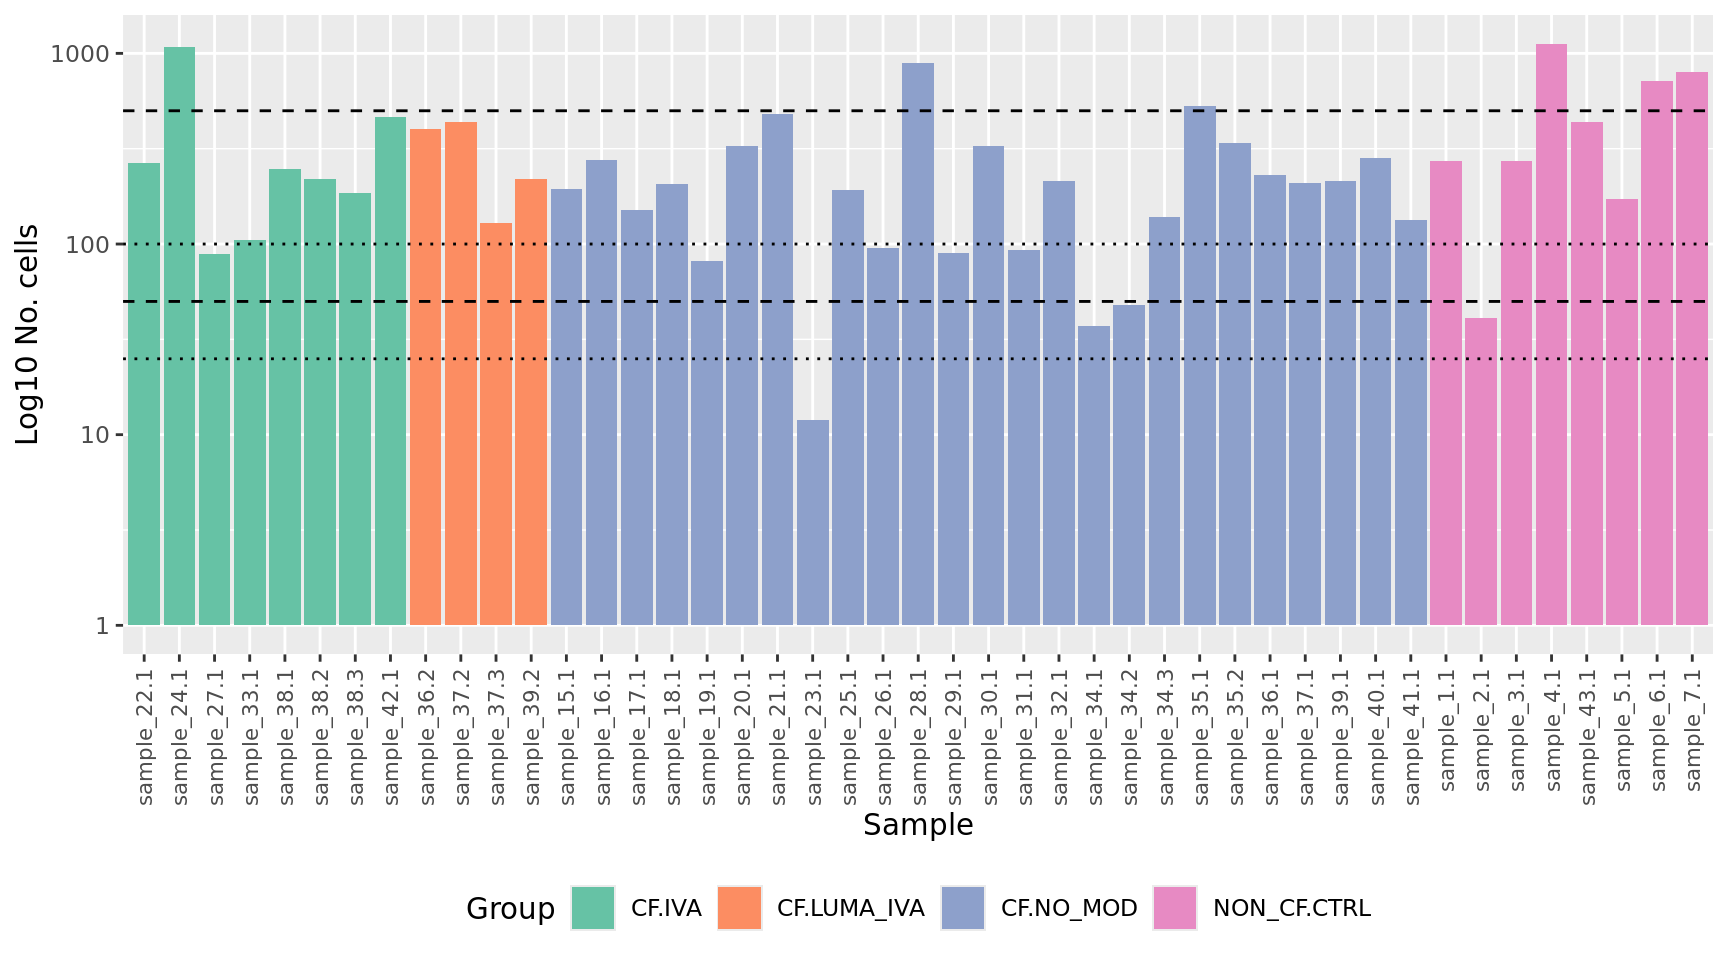 Log10 No. cells
1000
100
10
1
sample_22.1
sample_24.1
sample_27.1
sample_33.1
sample_38.1
sample_38.2
sample_38.3
sample_42.1
sample_36.2
sample_37.2
sample_37.3
sample_39.2
sample_15.1
sample_16.1
sample_17.1
sample_18.1
sample_19.1
sample_20.1
sample_21.1
sample_23.1
sample_25.1
sample_26.1
sample_28.1
sample_29.1
sample_30.1
sample_31.1
sample_32.1
sample_34.1
sample_34.2
sample_34.3
sample_35.1
sample_35.2
sample_36.1
sample_37.1
sample_39.1
sample_40.1
sample_41.1
sample_1.1
sample_2.1
sample_3.1
sample_4.1
sample_43.1
sample_5.1
sample_6.1
sample_7.1
Sample
Group CF.IVA CF.LUMA_IVA CF.NO_MOD NON_CF.CTRL